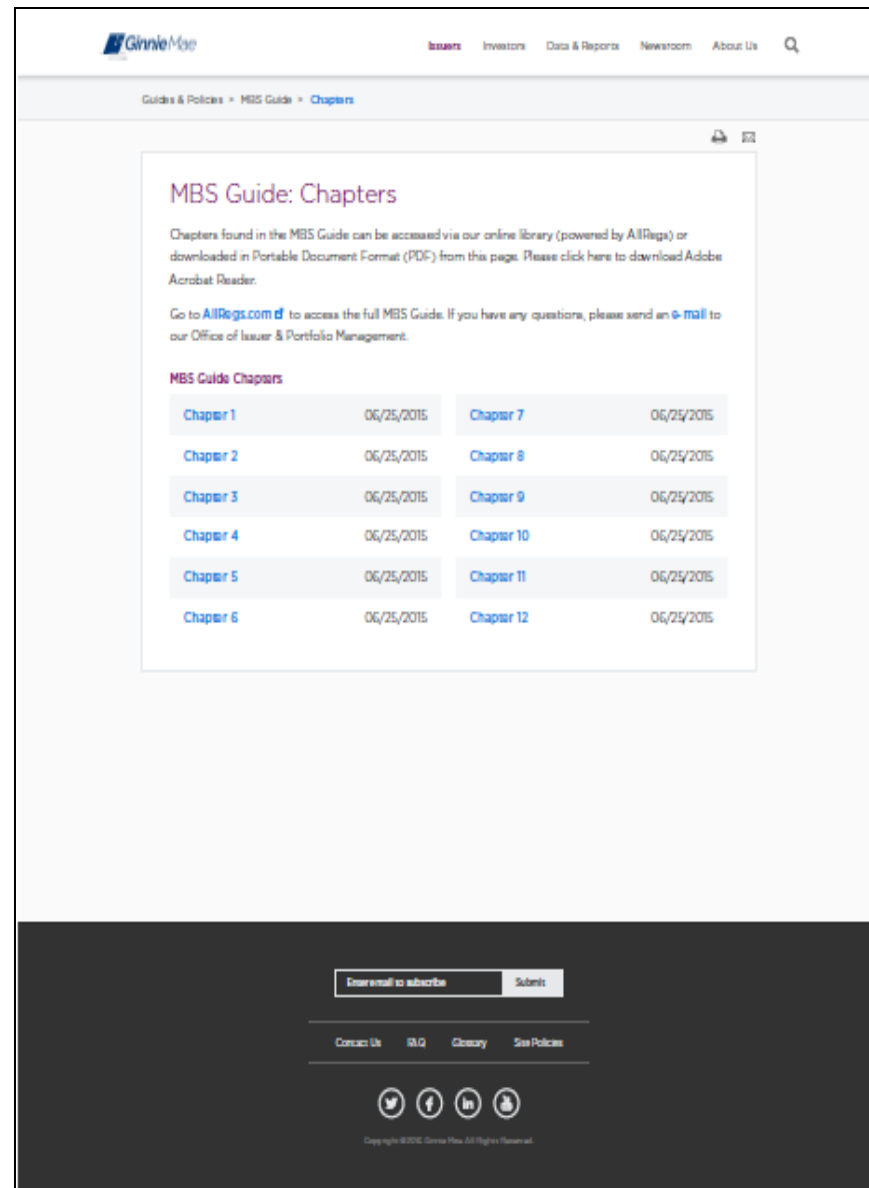 Ginnie Mae
Issuers Investors Data & Reports Newsroom About Us
Guides & Policies > MBS Guide > Chapters
MBS Guide: Chapters
Chapters found in the MBS Guide can be accessed via our online library (powered by AllRegs) or
downloaded in Portable Document Format (PDF) from this page. Please click here to download Adobe
Acrobat Reader.
Go to AllRegs.com to access the full MBS Guide. If you have any questions, please send an e- mail to
our Office of Issuer & Portfolio Management.
MBS Guide Chapters
Chapter 1 06/25/2015 Chapter 7 06/25/2015
Chapter 2 06/25/2015 Chapter 8 06/25/2015
Chapter 3 06/25/2015 Chapter 9 06/25/2015
Chapter 4 06/25/2015 Chapter 10 06/25/2015
Chapter 5 06/25/2015 Chapter 11 06/25/2015
Chapter 6 06/25/2015 Chapter 12 06/25/2015
Enter email to subscribe Submit
Contact Us FAQ Glossary Site Policies
Copyright Ginnie Mae. All Rights Reserved.